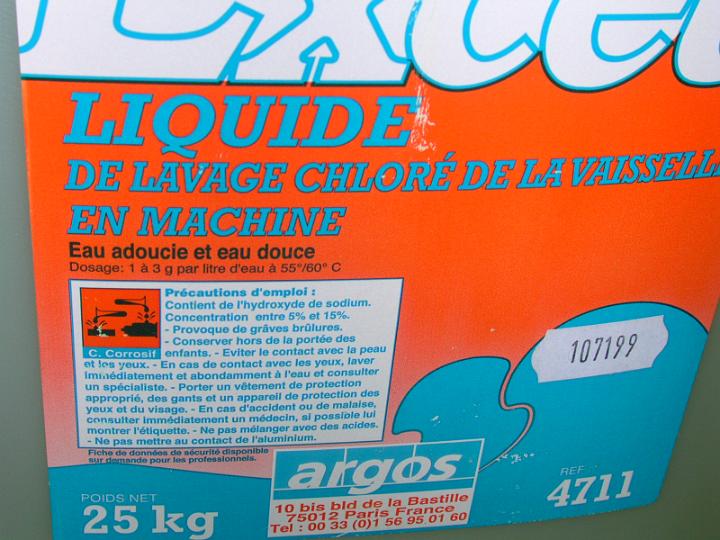 Excel
LIQUIDE
DE LAVAGE CHLORÉ DE LA VAISSELLE
EN MACHINE
Eau adoucie et eau douce
Dosage: 1 à 3 g par litre d'eau à 55°/60° C
Précautions d'emploi :
Contient de l'hydroxyde de sodium.
Concentration entre 5% et 15%.
- Provoque de grâves brûlures.
- Conserver hors de la portée des
C. Corrosif enfants. - Eviter le contact avec la peau
et les yeux. - En cas de contact avec les yeux, laver
immédiatement et abondamment à l'eau et consulter
un spécialiste. - Porter un vêtement de protection
approprié, des gants et un appareil de protection des
yeux et du visage. - En cas d'accident ou de malaise,
consulter immédiatement un médecin, si possible lui
montrer l'étiquette. - Ne pas mélanger avec des acides.
- Ne pas mettre au contact de l'aluminium.
Fiche de données de sécurité disponible
sur demande pour les professionnels.
107199
argos
10 bis bld de la Bastille
75012 Paris France
Tel : 00 33 (0)1 56 95 01 60
POIDS NET
25 kg
REF :
4711